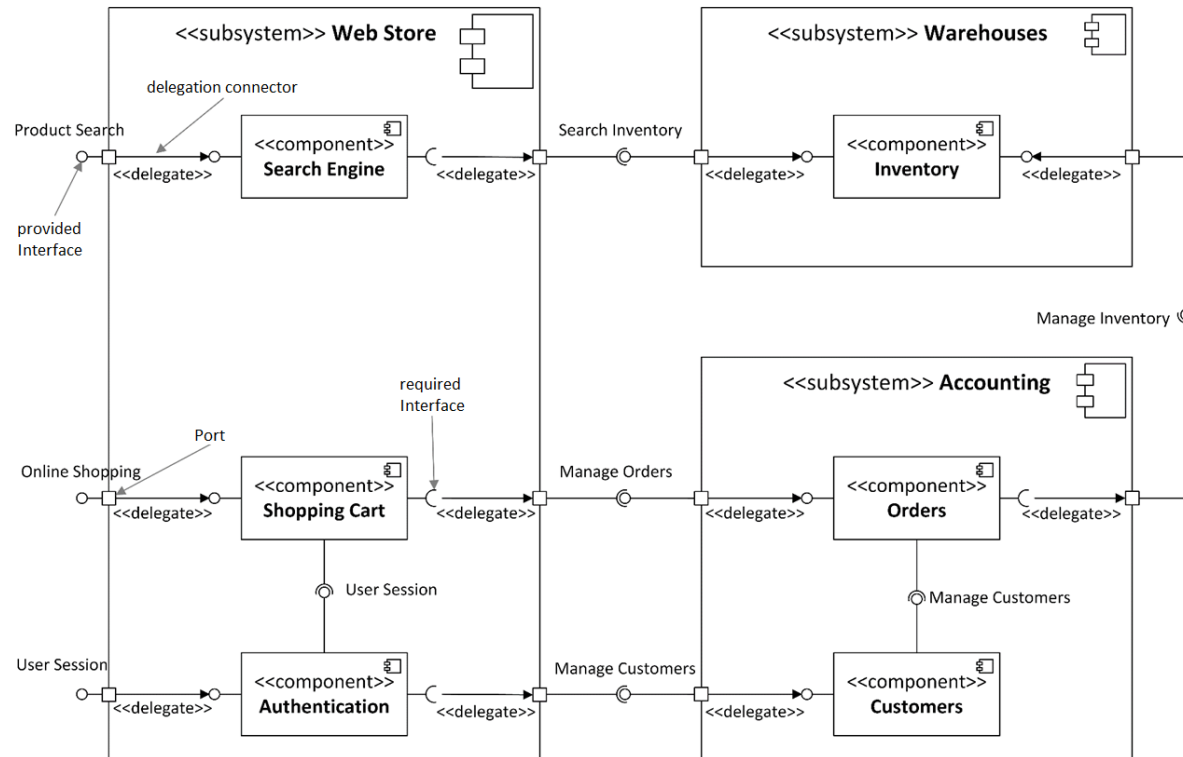 <<subsystem>> Web Store
<<subsystem>> Warehouses
delegation connector
Product Search
<<component>>
Search Engine
<<delegate>>
<<delegate>>
Search Inventory
<<component>>
Inventory
<<delegate>>
<<delegate>>
provided
Interface
Manage Inventory
<<subsystem>> Accounting
required
Interface
Port
Online Shopping
<<component>>
Shopping Cart
<<delegate>>
<<delegate>>
Manage Orders
<<component>>
Orders
<<delegate>>
<<delegate>>
User Session
Manage Customers
User Session
<<component>>
Authentication
<<delegate>>
<<delegate>>
Manage Customers
<<component>>
Customers
<<delegate>>